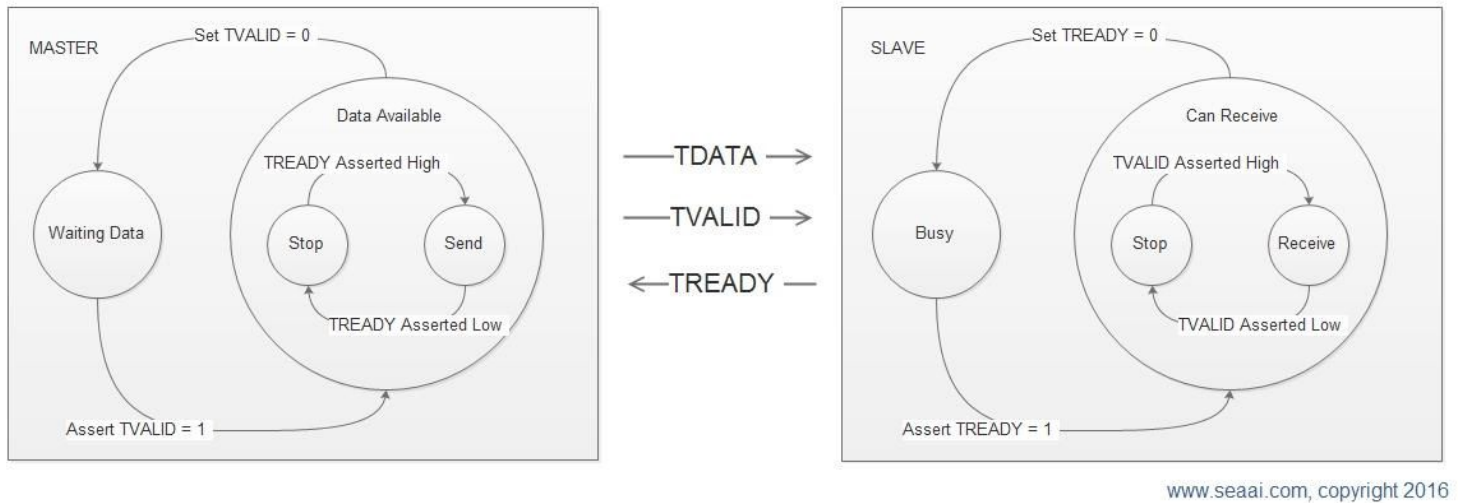 MASTER
Set TVALID = 0
Data Available
TREADY Asserted High
Waiting Data
Stop
Send
TREADY Asserted Low
Assert TVALID = 1
TDATA
TVALID
TREADY
SLAVE
Set TREADY = 0
Can Receive
TVALID Asserted High
Busy
Stop
Receive
TVALID Asserted Low
Assert TREADY = 1
www.seaai.com, copyright 2016